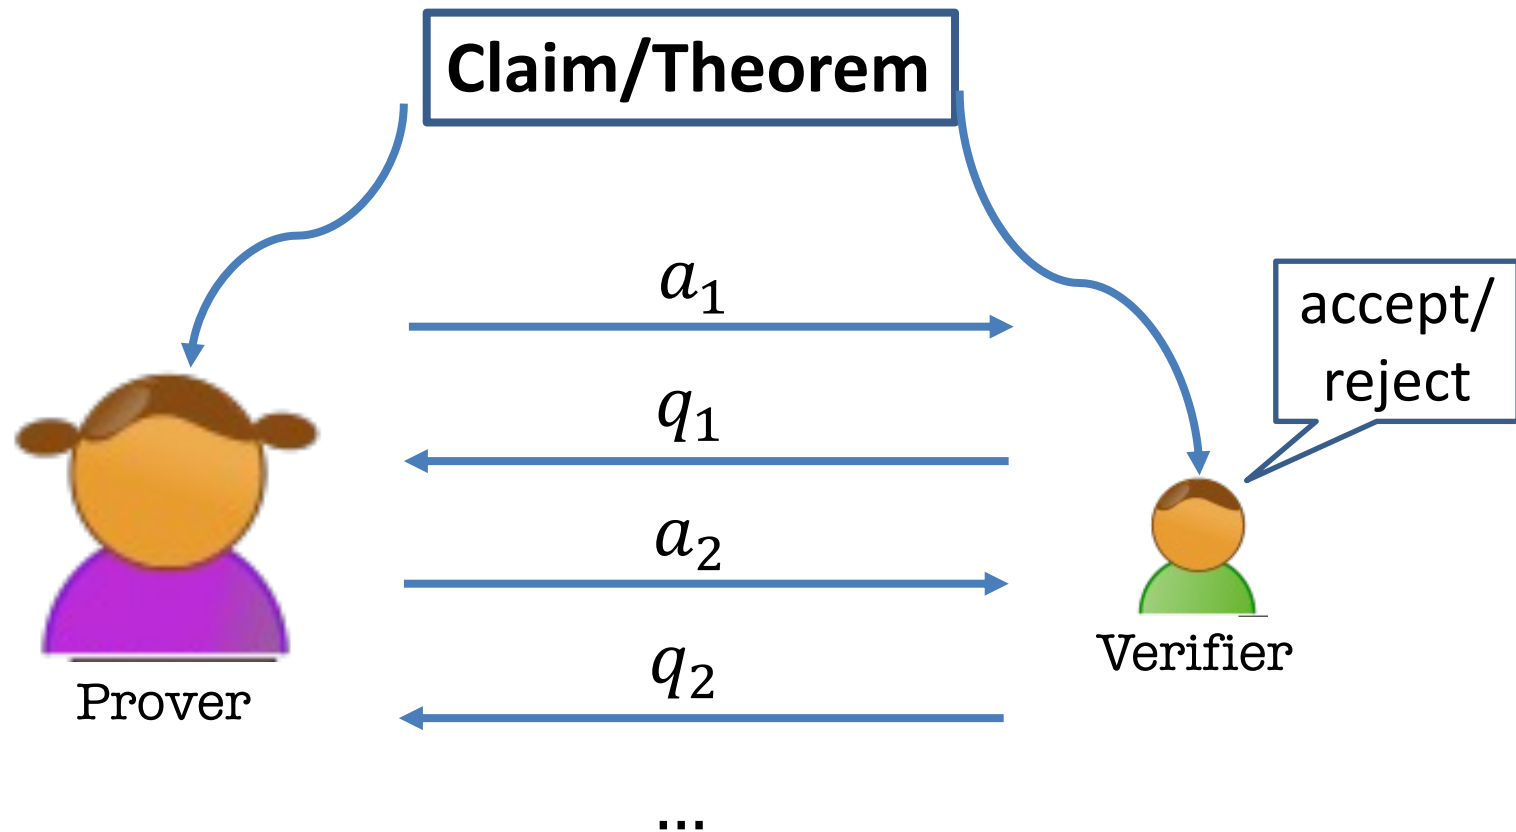 Claim/Theorem
a₁
accept/
reject
q₁
a₂
Verifier
q₂
Prover
...